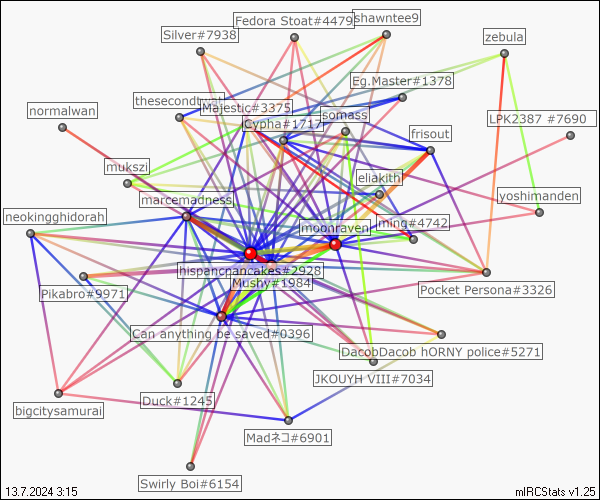 Fedora Stoat#4479
shawntee9
Silver#7938
zebula
Eg.Master#1378
Majestic#3375
normalwan
Cypha#1717
somass
LPK2387 #7690
frisout
mukszi
eliakith
marcemadness
yoshimanden
neokingghidorah
moonraven
ming#4742
hispancpancakes#2928
Mushy#1984
Pikabro#9971
Pocket Persona#3326
Can anything be saved#0396
DacobDacob hORNY police#5271
JKOUYH VIII#7034
Duck#1245
bigcitysamurai
Madネコ#6901
Swirly Boi#6154
13.7.2024 3:15
mIRCStats v1.25